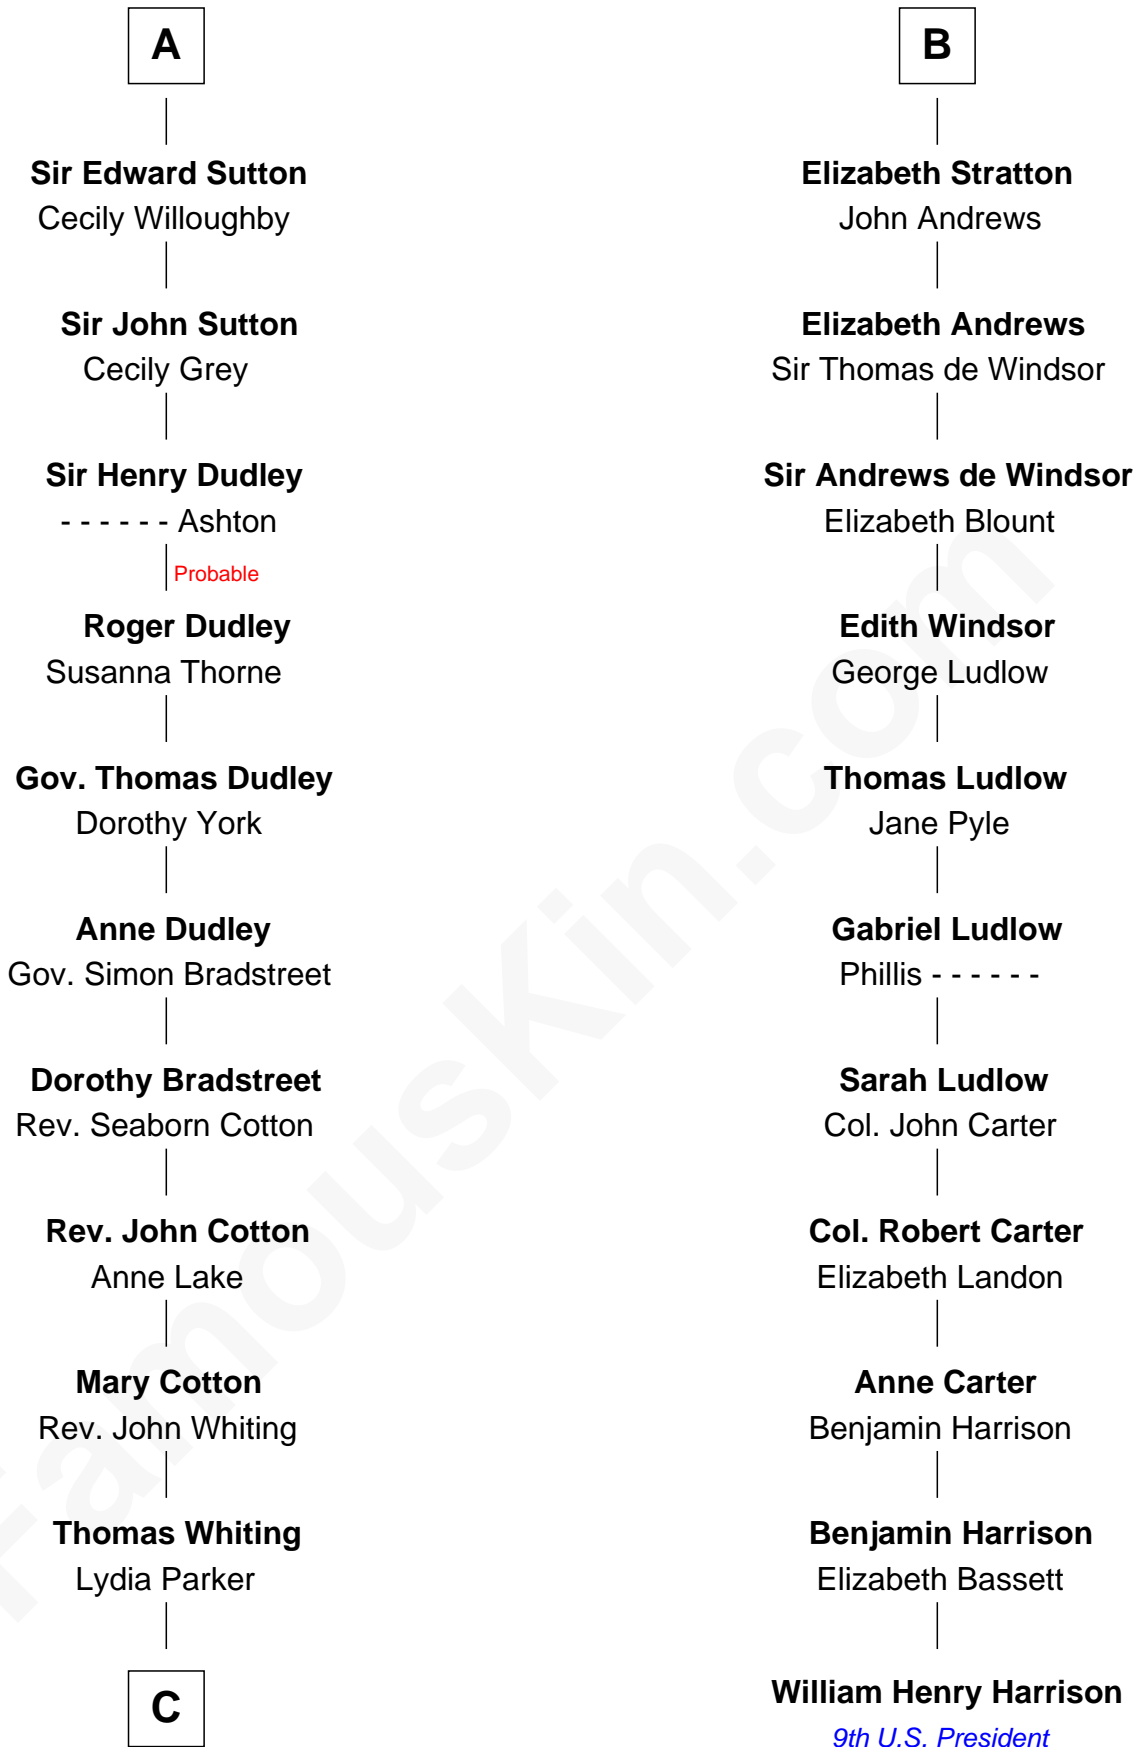 A
Sir Edward Sutton
Cecily Willoughby
Sir John Sutton
Cecily Grey
Sir Henry Dudley
- - - - - - Ashton
Probable
Roger Dudley
Susanna Thorne
Gov. Thomas Dudley
Dorothy York
Anne Dudley
Gov. Simon Bradstreet
Dorothy Bradstreet
Rev. Seaborn Cotton
Rev. John Cotton
Anne Lake
Mary Cotton
Rev. John Whiting
Thomas Whiting
Lydia Parker
C
B
Elizabeth Stratton
John Andrews
Elizabeth Andrews
Sir Thomas de Windsor
Sir Andrews de Windsor
Elizabeth Blount
Edith Windsor
George Ludlow
Thomas Ludlow
Jane Pyle
Gabriel Ludlow
Phillis - - - - - -
Sarah Ludlow
Col. John Carter
Col. Robert Carter
Elizabeth Landon
Anne Carter
Benjamin Harrison
Benjamin Harrison
Elizabeth Bassett
William Henry Harrison
9th U.S. President
FamousKin.com